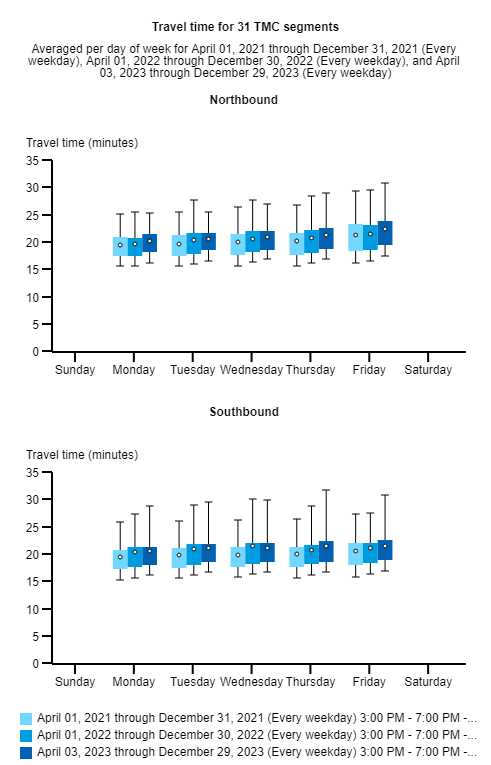 Travel time for 31 TMC segments
Averaged per day of week for April 01, 2021 through December 31, 2021 (Every
weekday), April 01, 2022 through December 30, 2022 (Every weekday), and April
03, 2023 through December 29, 2023 (Every weekday)
Northbound
Travel time (minutes)
35
30
25
20
15
10
5
0
Sunday Monday Tuesday Wednesday Thursday Friday Saturday
Southbound
Travel time (minutes)
35
30
25
20
15
10
5
0
Sunday Monday Tuesday Wednesday Thursday Friday Saturday
April 01, 2021 through December 31, 2021 (Every weekday) 3:00 PM - 7:00 PM -...
April 01, 2022 through December 30, 2022 (Every weekday) 3:00 PM - 7:00 PM -...
April 03, 2023 through December 29, 2023 (Every weekday) 3:00 PM - 7:00 PM -...